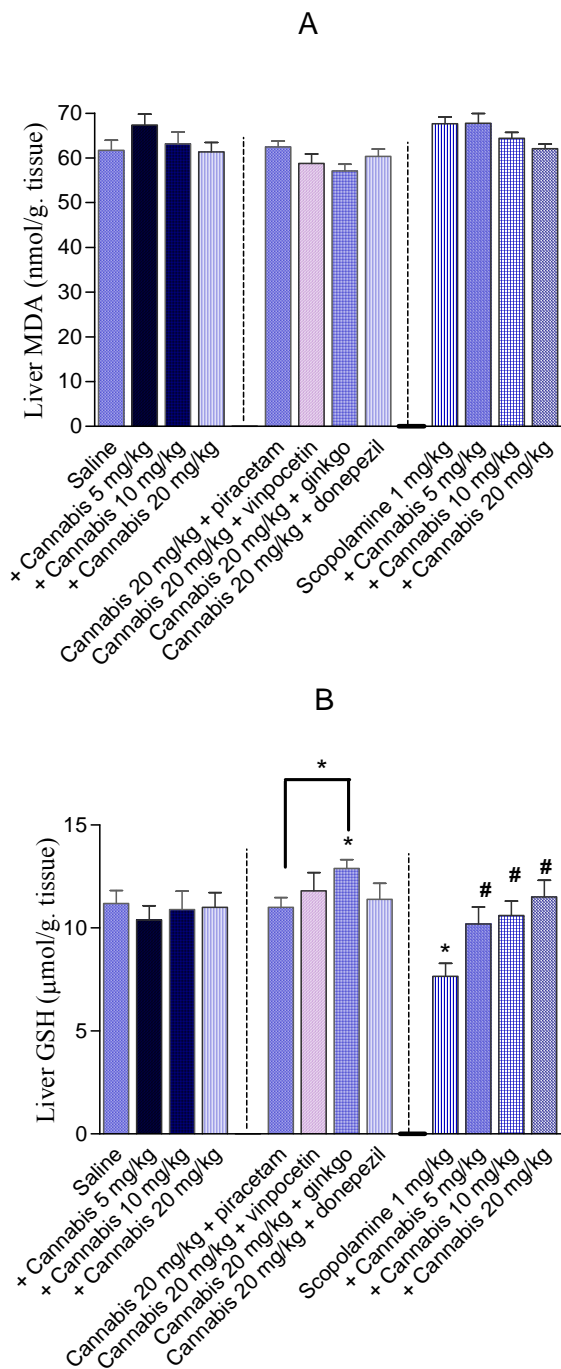 A
Liver MDA (nmol/g. tissue)
70
60
50
40
30
20
10
0
Saline
+ Cannabis 5 mg/kg
+ Cannabis 10 mg/kg
+ Cannabis 20 mg/kg
Cannabis 20 mg/kg + piracetam
Cannabis 20 mg/kg + vinpocetin
Cannabis 20 mg/kg + ginkgo
Cannabis 20 mg/kg + donepezil
Scopolamine 1 mg/kg
+ Cannabis 5 mg/kg
+ Cannabis 10 mg/kg
+ Cannabis 20 mg/kg
B
Liver GSH (μmol/g. tissue)
15
10
5
0
*
*
*
#
#
#
Saline
+ Cannabis 5 mg/kg
+ Cannabis 10 mg/kg
+ Cannabis 20 mg/kg
Cannabis 20 mg/kg + piracetam
Cannabis 20 mg/kg + vinpocetin
Cannabis 20 mg/kg + ginkgo
Cannabis 20 mg/kg + donepezil
Scopolamine 1 mg/kg
+ Cannabis 5 mg/kg
+ Cannabis 10 mg/kg
+ Cannabis 20 mg/kg